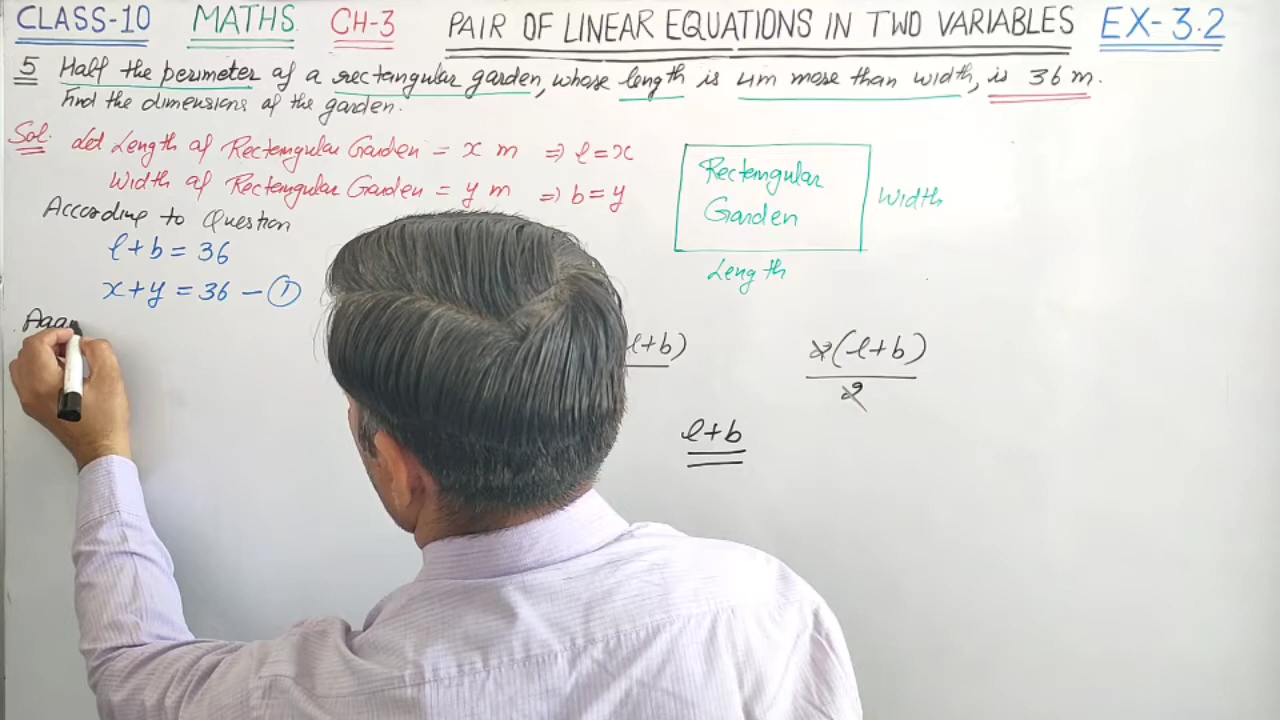 CLASS-10 MATHS CH-3 PAIR OF LINEAR EQUATIONS IN TWO VARIABLES EX-3.2
5 Half the perimeter of a rectangular garden, whose length is 4m more than width, is 36 m.
Find the dimensions of the garden.
Sol. Let Length of Rectangular Garden = x m ⇒ l=x
Width of Rectangular Garden = y m ⇒ b=y
According to Question
l+b = 36
x+y = 36 — ①
Aga
Rectangular
Garden
Width
Length
l+b)
2(l+b)
2
l+b